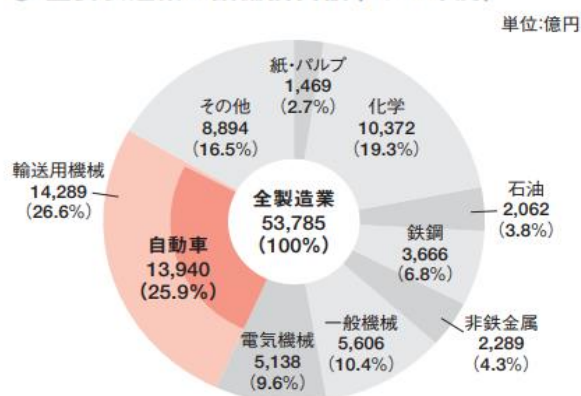 単位:億円
紙・パルプ
1,469
(2.7%)
化学
10,372
(19.3%)
石油
2,062
(3.8%)
鉄鋼
3,666
(6.8%)
非鉄金属
2,289
(4.3%)
一般機械
5,606
(10.4%)
電気機械
5,138
(9.6%)
自動車
13,940
(25.9%)
輸送用機械
14,289
(26.6%)
その他
8,894
(16.5%)
全製造業
53,785
(100%)